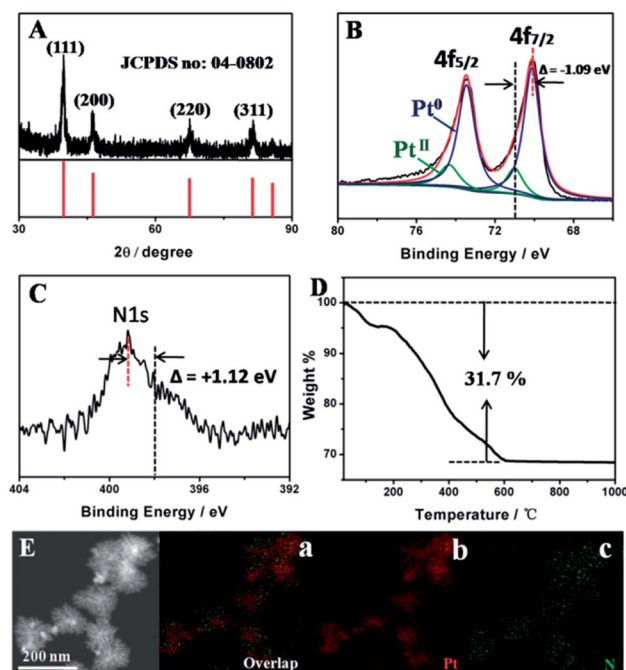 A
(111)
JCPDS no: 04-0802
(200)
(220)
(311)
30
60
90
2θ / degree
B
4f7/2
4f5/2
Δ = -1.09 eV
Pt0
PtII
80
76
72
68
Binding Energy / eV
C
N1s
Δ = +1.12 eV
404
400
396
392
Binding Energy / eV
D
100
90
80
70
Weight %
31.7 %
200
400
600
800
1000
Temperature / ℃
E
a
b
c
200 nm
Overlap
Pt
N